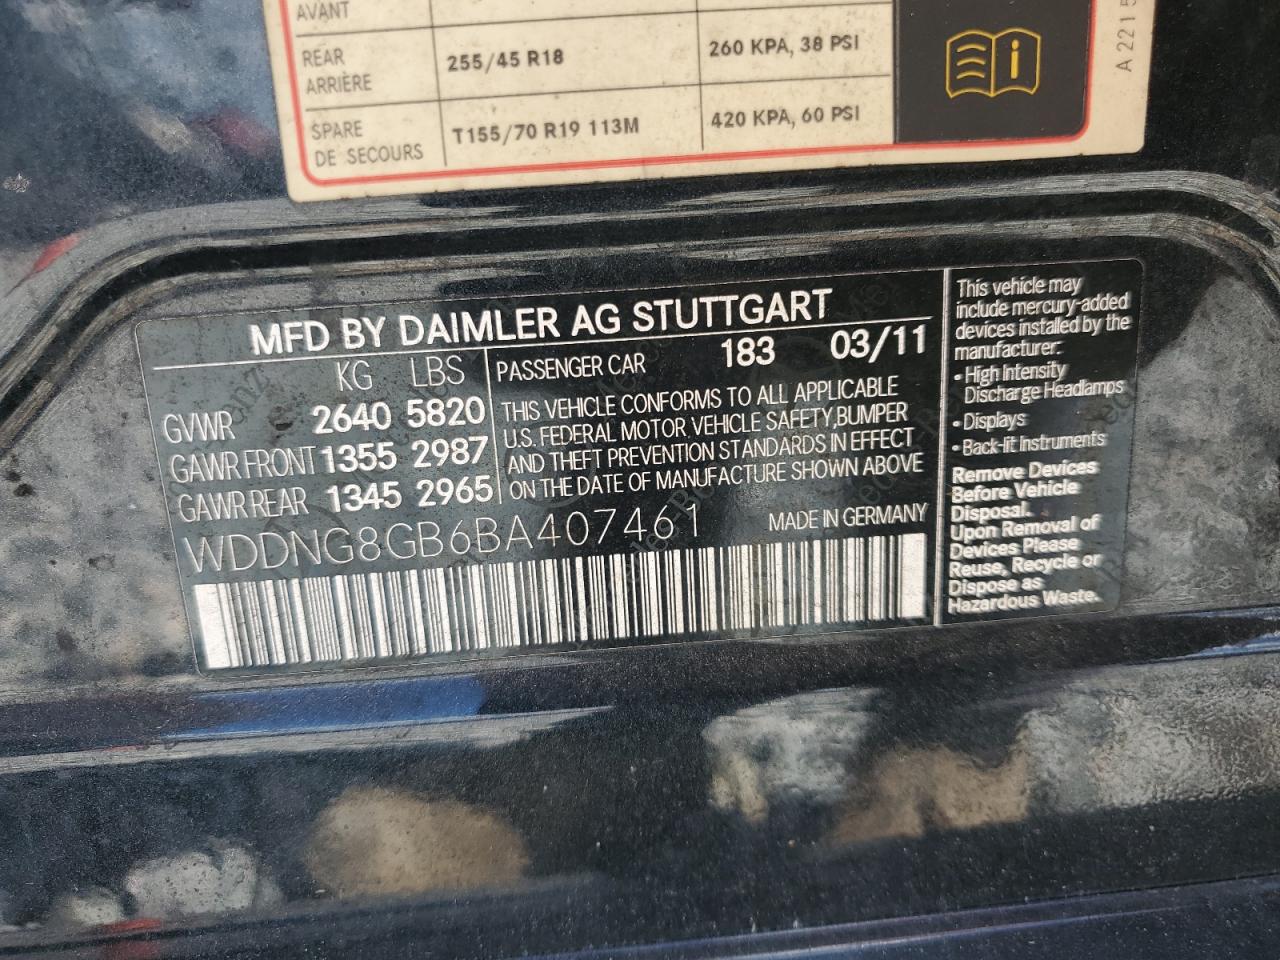 AVANT
REAR
ARRIÈRE
255/45 R18
260 KPA, 38 PSI
SPARE
DE SECOURS
T155/70 R19 113M
420 KPA, 60 PSI
i
A 2215
MFD BY DAIMLER AG STUTTGART
KG LBS
GVWR 2640 5820
GAWR FRONT 1355 2987
GAWR REAR 1345 2965
PASSENGER CAR 183 03/11
THIS VEHICLE CONFORMS TO ALL APPLICABLE
U.S. FEDERAL MOTOR VEHICLE SAFETY,BUMPER
AND THEFT PREVENTION STANDARDS IN EFFECT
ON THE DATE OF MANUFACTURE SHOWN ABOVE
WDDNG8GB6BA407461 MADE IN GERMANY
This vehicle may
include mercury-added
devices installed by the
manufacturer:
• High Intensity
Discharge Headlamps
• Displays
• Back-lit Instruments
Remove Devices
Before Vehicle
Disposal.
Upon Removal of
Devices Please
Reuse, Recycle or
Dispose as
Hazardous Waste.